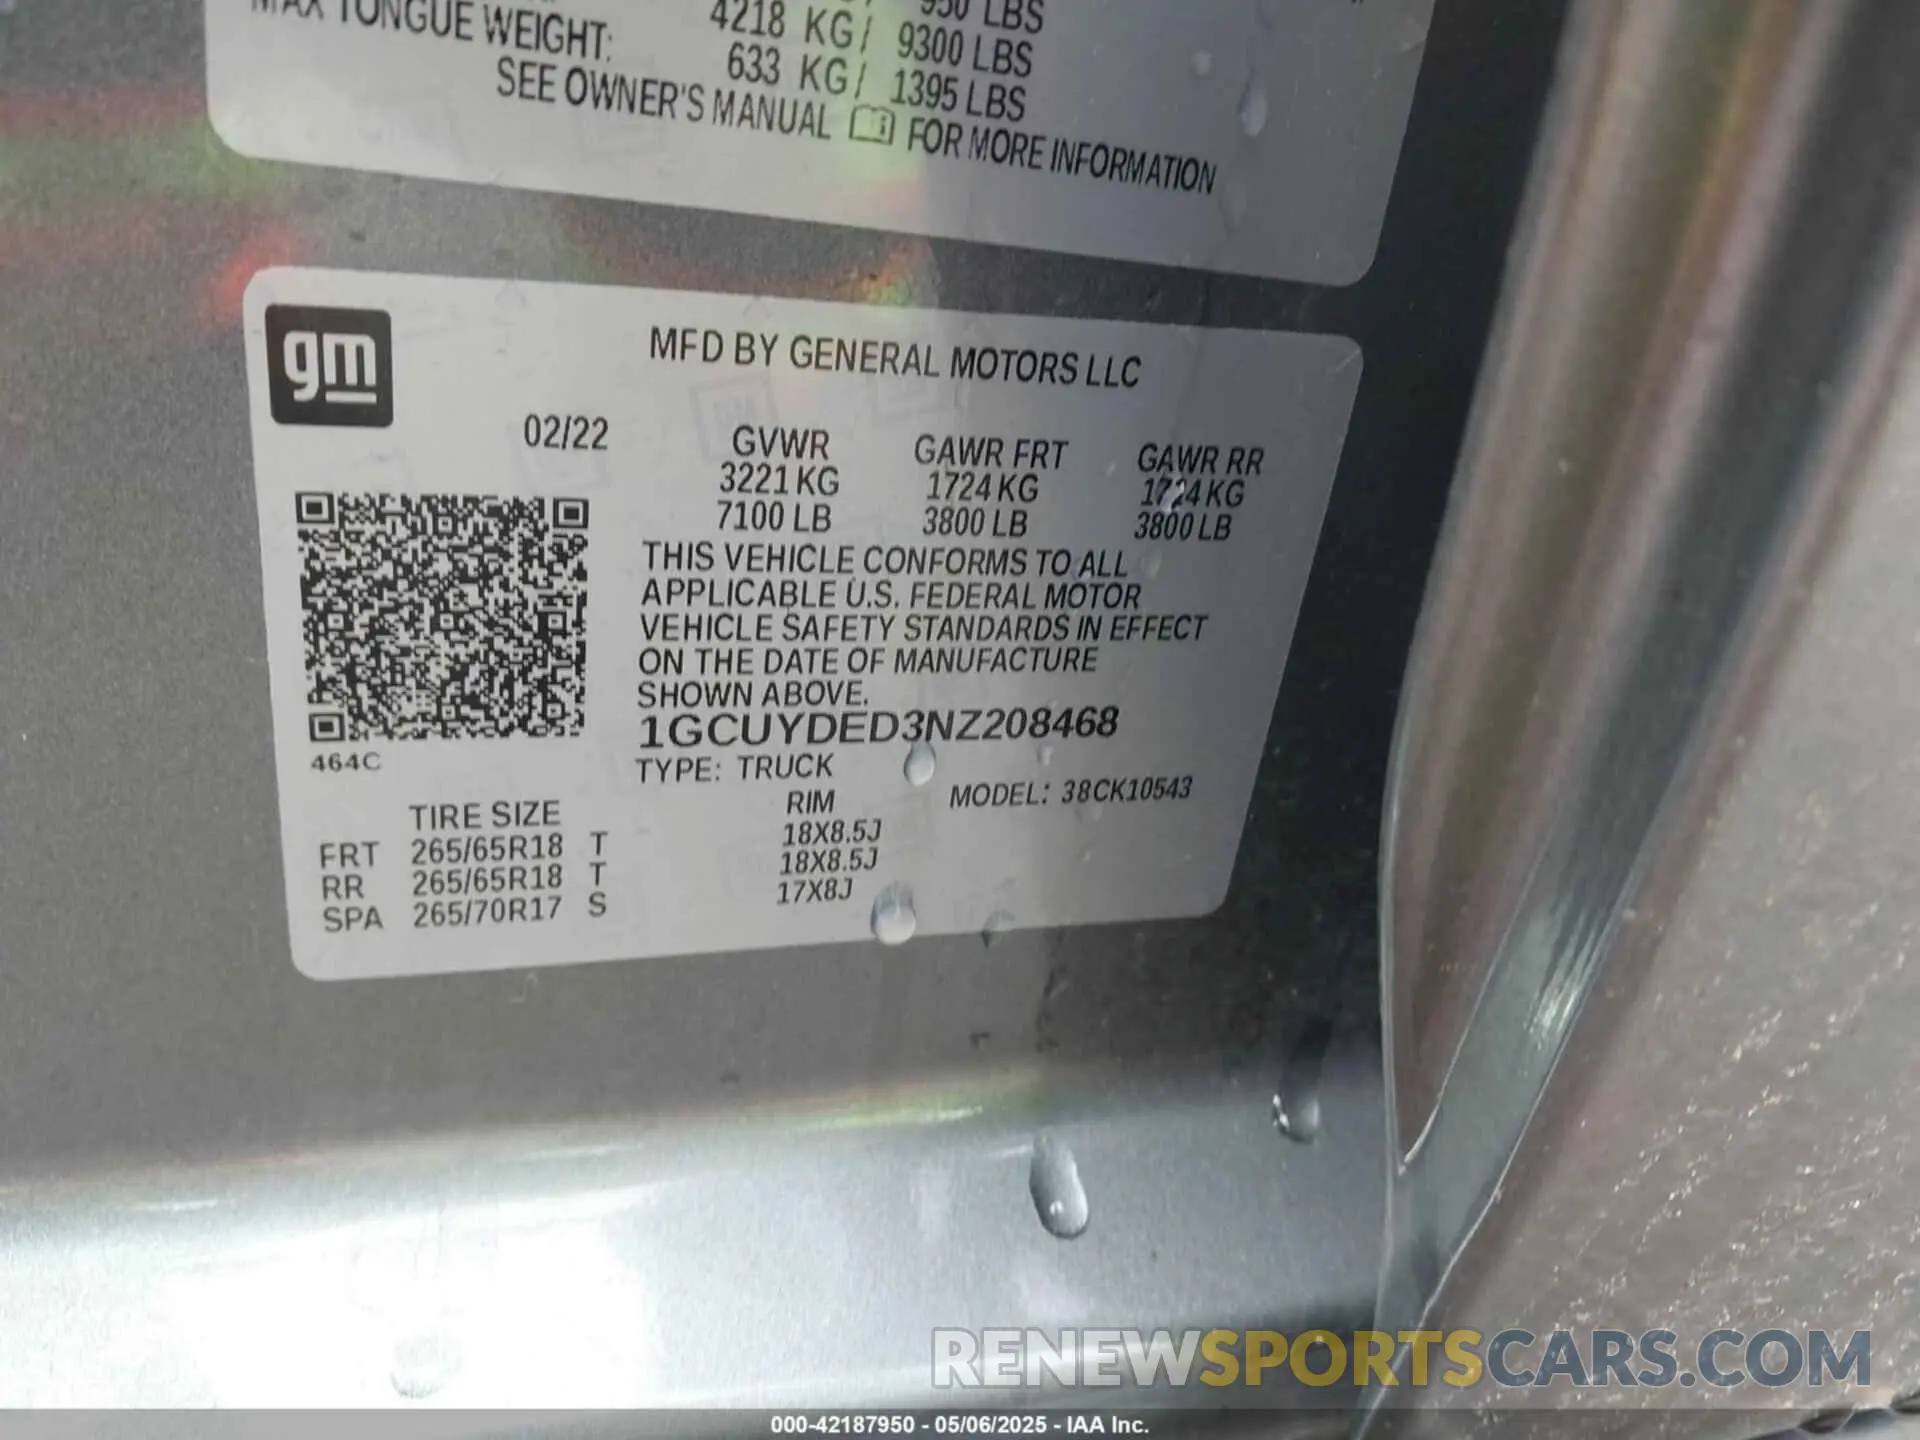 950 LBS
4218 KG/ 9300 LBS
MAX TONGUE WEIGHT: 633 KG/ 1395 LBS
SEE OWNER'S MANUAL FOR MORE INFORMATION
gm
MFD BY GENERAL MOTORS LLC
02/22
GVWR GAWR FRT GAWR RR
3221 KG 1724 KG 1724 KG
7100 LB 3800 LB 3800 LB
THIS VEHICLE CONFORMS TO ALL
APPLICABLE U.S. FEDERAL MOTOR
VEHICLE SAFETY STANDARDS IN EFFECT
ON THE DATE OF MANUFACTURE
SHOWN ABOVE.
1GCUYDED3NZ208468
464C
TYPE: TRUCK
MODEL: 38CK10543
TIRE SIZE RIM
FRT 265/65R18 T 18X8.5J
RR 265/65R18 T 18X8.5J
SPA 265/70R17 S 17X8J
RENEWSPORTSCARS.COM
000-42187950 - 05/06/2025 - IAA Inc.